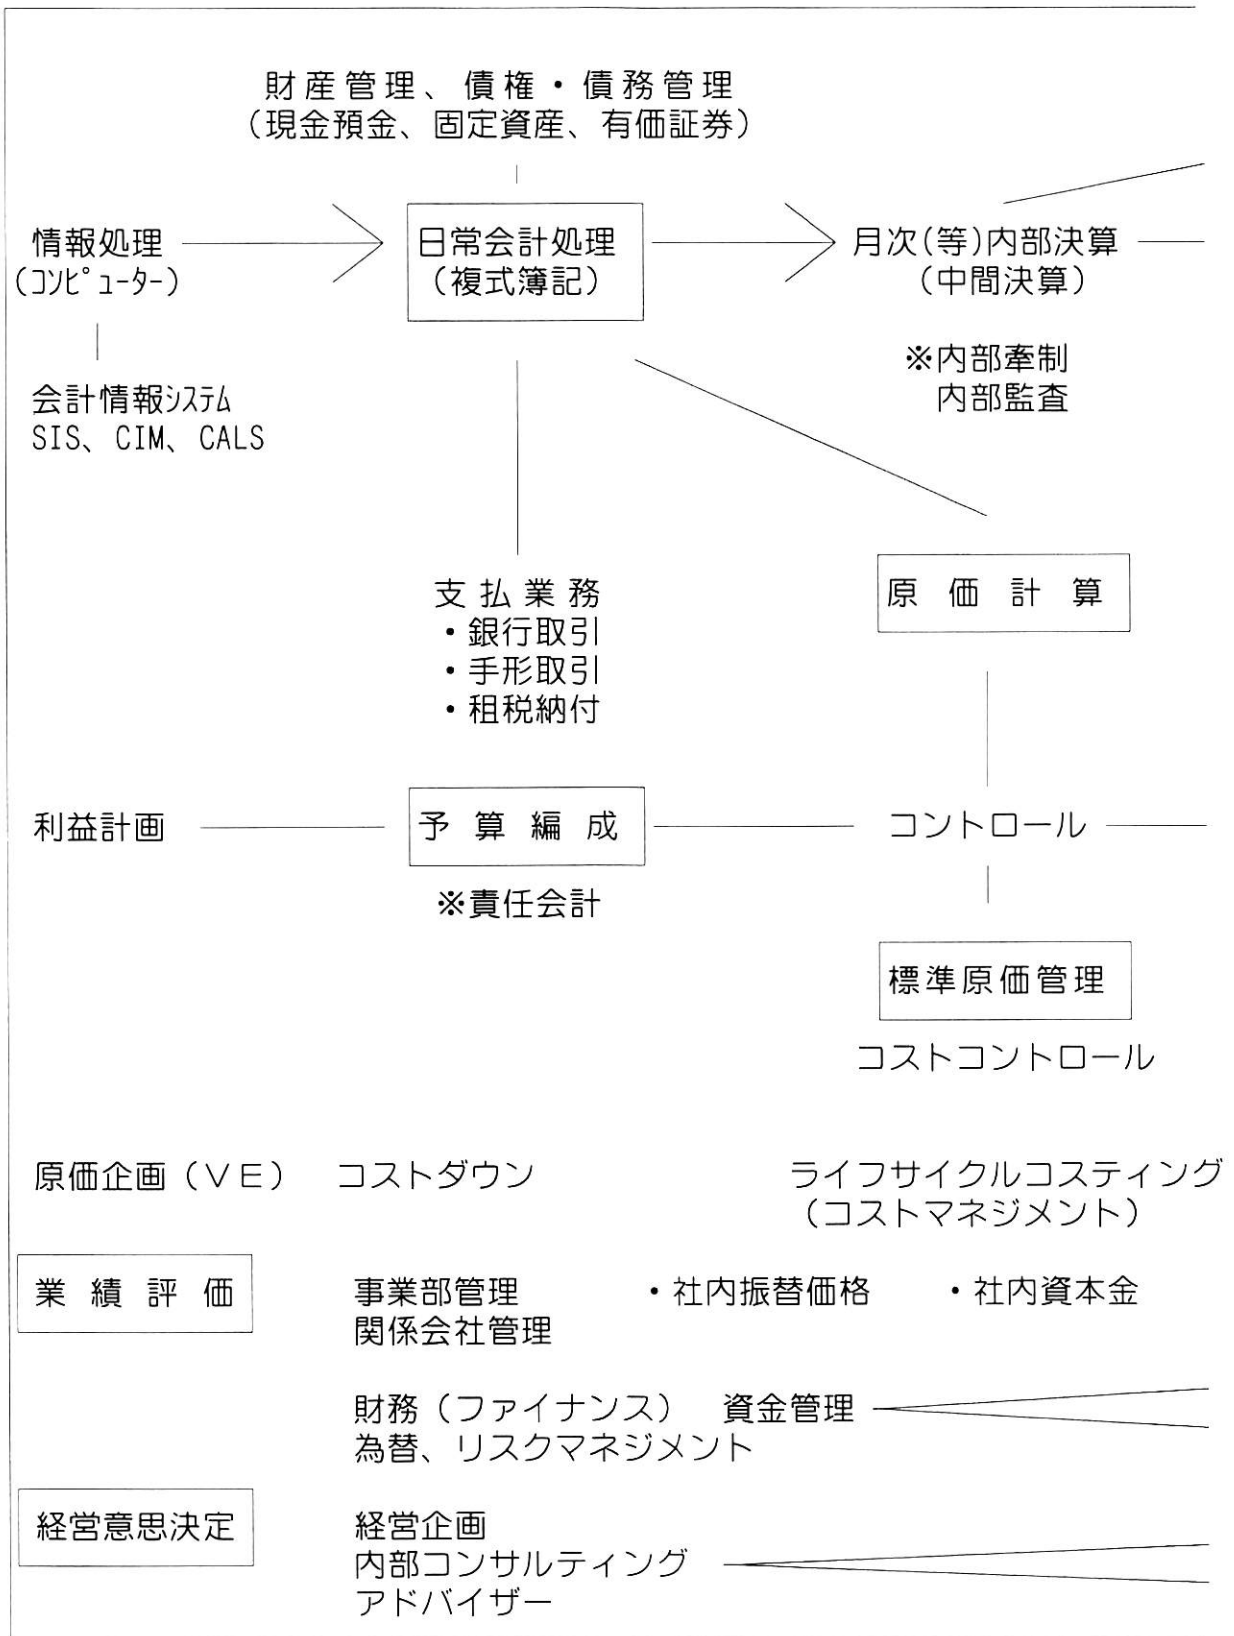 財産管理、債権・債務管理
(現金預金、固定資産、有価証券)
情報処理
(コンピューター)
日常会計処理
(複式簿記)
月次(等)内部決算
(中間決算)
※内部牽制
内部監査
会計情報システム
SIS、CIM、CALS
支払業務
・銀行取引
・手形取引
・租税納付
原価計算
利益計画
予算編成
コントロール
※責任会計
標準原価管理
コストコントロール
原価企画(VE) コストダウン
ライフサイクルコスティング
(コストマネジメント)
業績評価
事業部管理 ・社内振替価格 ・社内資本金
関係会社管理
財務(ファイナンス) 資金管理
為替、リスクマネジメント
経営意思決定
経営企画
内部コンサルティング
アドバイザー